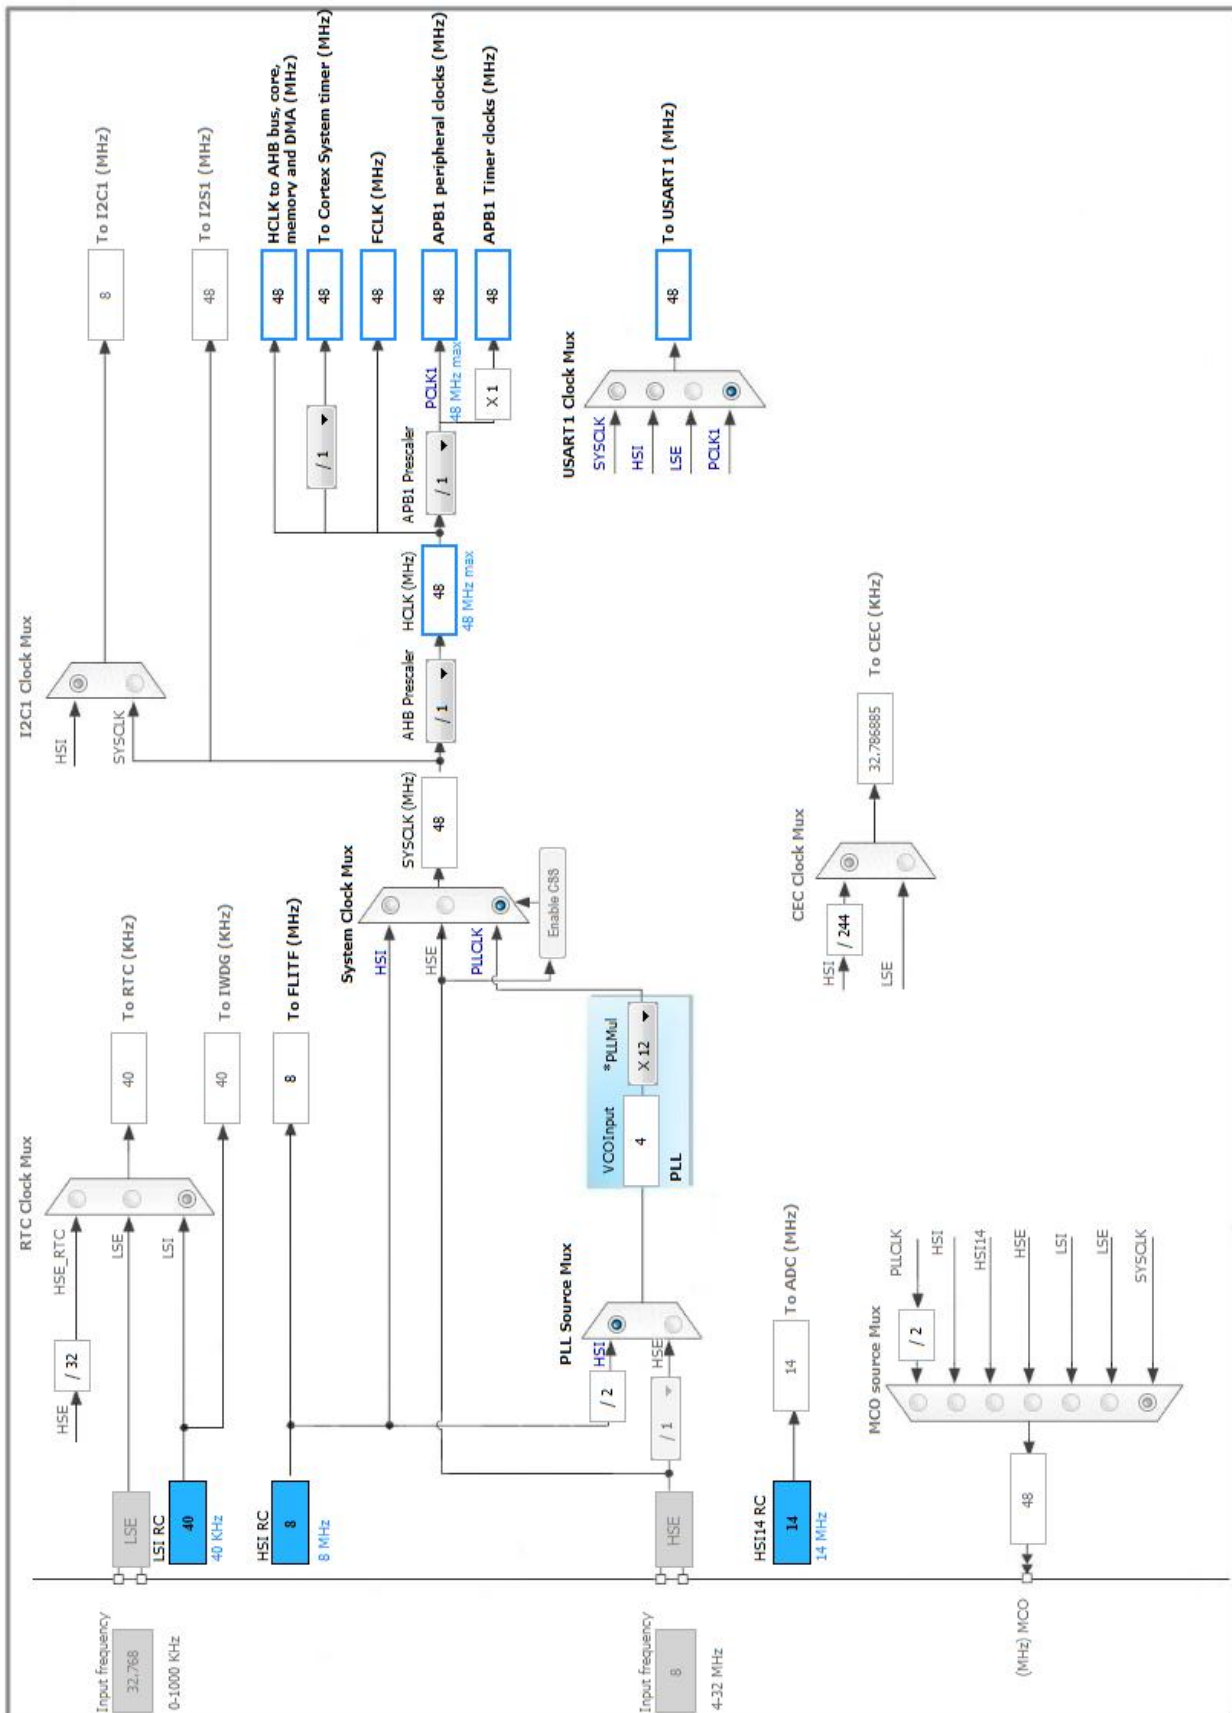 RTC Clock Mux
HSE
/ 32
HSE_RTC
Input frequency
32.768
0-1000 KHz
LSE
LSE
40
To RTC (KHz)
LSI RC
40
40 KHz
LSI
40
To IWDG (KHz)
HSI RC
8
8 MHz
8
To FLITF (MHz)
I2C1 Clock Mux
HSI
SYSCLK
8
To I2C1 (MHz)
48
To I2S1 (MHz)
System Clock Mux
HSI
HSE
PLLCLK
Enable CSS
SYSCLK (MHz)
48
AHB Prescaler
/ 1
HCLK (MHz)
48
48 MHz max
APB1 Prescaler
/ 1
/ 1
PCLK1
48 MHz max
X 1
48
HCLK to AHB bus, core,
memory and DMA (MHz)
48
To Cortex System timer (MHz)
48
FCLK (MHz)
48
APB1 peripheral clocks (MHz)
48
APB1 Timer clocks (MHz)
PLL Source Mux
/ 2
HSI
HSE
Input frequency
8
4-32 MHz
HSE
/ 1
VCOInput
4
*PLLMul
X 12
PLL
USART1 Clock Mux
SYSCLK
HSI
LSE
PCLK1
48
To USART1 (MHz)
HSI14 RC
14
14 MHz
14
To ADC (MHz)
CEC Clock Mux
HSI
/ 244
LSE
32.786885
To CEC (KHz)
MCO source Mux
(MHz) MCO
48
/ 2
PLLCLK
HSI
HSI14
HSE
LSI
LSE
SYSCLK